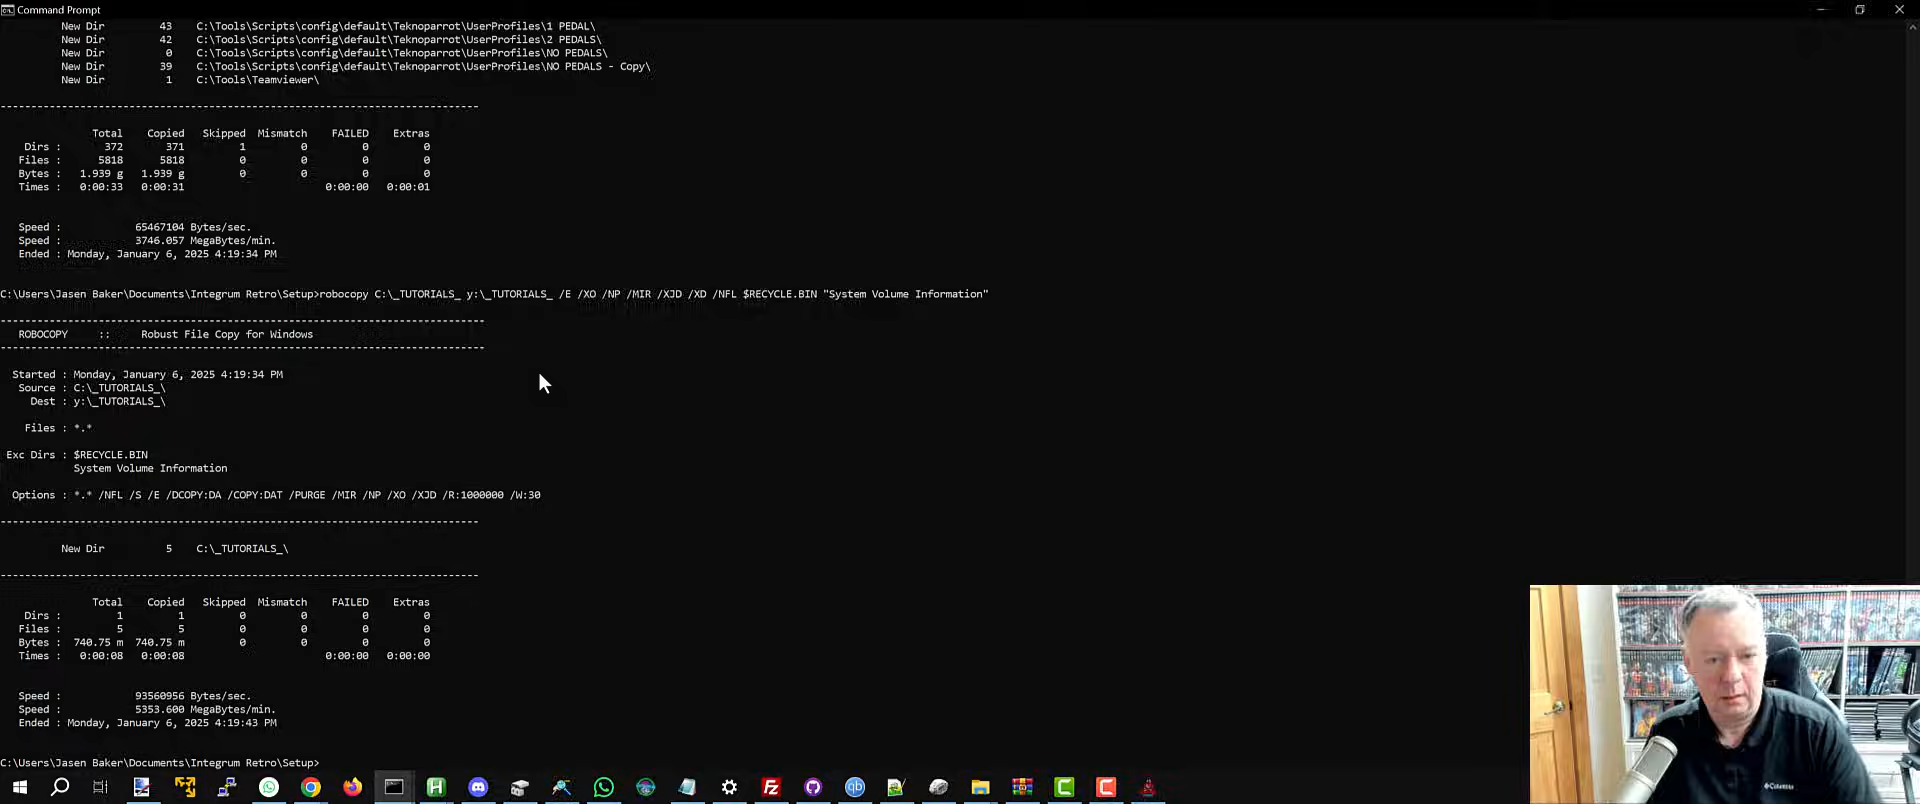 Command Prompt
New Dir 43 C:\Tools\Scripts\config\default\Teknoparrot\UserProfiles\1 PEDAL\
New Dir 42 C:\Tools\Scripts\config\default\Teknoparrot\UserProfiles\2 PEDALS\
New Dir 0 C:\Tools\Scripts\config\default\Teknoparrot\UserProfiles\NO PEDALS\
New Dir 39 C:\Tools\Scripts\config\default\Teknoparrot\UserProfiles\NO PEDALS - Copy\
New Dir 1 C:\Tools\Teamviewer\
------------------------------------------------------------------------------
Total Copied Skipped Mismatch FAILED Extras
Dirs : 372 371 1 0 0 0
Files : 5818 5818 0 0 0 0
Bytes : 1.939 g 1.939 g 0 0 0 0
Times : 0:00:33 0:00:31 0:00:00 0:00:01
Speed : 65467104 Bytes/sec.
Speed : 3746.057 MegaBytes/min.
Ended : Monday, January 6, 2025 4:19:34 PM
C:\Users\Jasen Baker\Documents\Integrum Retro\Setup>robocopy C:\_TUTORIALS_ y:\_TUTORIALS_ /E /XO /NP /MIR /XJD /XD /NFL $RECYCLE.BIN "System Volume Information"
-------------------------------------------------------------------------------
ROBOCOPY :: Robust File Copy for Windows
-------------------------------------------------------------------------------
Started : Monday, January 6, 2025 4:19:34 PM
Source : C:\_TUTORIALS_\
Dest : y:\_TUTORIALS_\
Files : *.*
Exc Dirs : $RECYCLE.BIN
System Volume Information
Options : *.* /NFL /S /E /DCOPY:DA /COPY:DAT /PURGE /MIR /NP /XO /XJD /R:1000000 /W:30
------------------------------------------------------------------------------
New Dir 5 C:\_TUTORIALS_\
------------------------------------------------------------------------------
Total Copied Skipped Mismatch FAILED Extras
Dirs : 1 1 0 0 0 0
Files : 5 5 0 0 0 0
Bytes : 740.75 m 740.75 m 0 0 0 0
Times : 0:00:08 0:00:08 0:00:00 0:00:00
Speed : 93560956 Bytes/sec.
Speed : 5353.600 MegaBytes/min.
Ended : Monday, January 6, 2025 4:19:43 PM
C:\Users\Jasen Baker\Documents\Integrum Retro\Setup>
Columbia